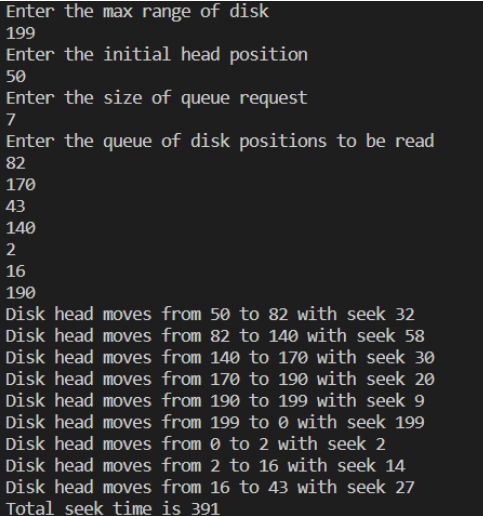 Enter the max range of disk
199
Enter the initial head position
50
Enter the size of queue request
7
Enter the queue of disk positions to be read
82
170
43
140
2
16
190
Disk head moves from 50 to 82 with seek 32
Disk head moves from 82 to 140 with seek 58
Disk head moves from 140 to 170 with seek 30
Disk head moves from 170 to 190 with seek 20
Disk head moves from 190 to 199 with seek 9
Disk head moves from 199 to 0 with seek 199
Disk head moves from 0 to 2 with seek 2
Disk head moves from 2 to 16 with seek 14
Disk head moves from 16 to 43 with seek 27
Total seek time is 391